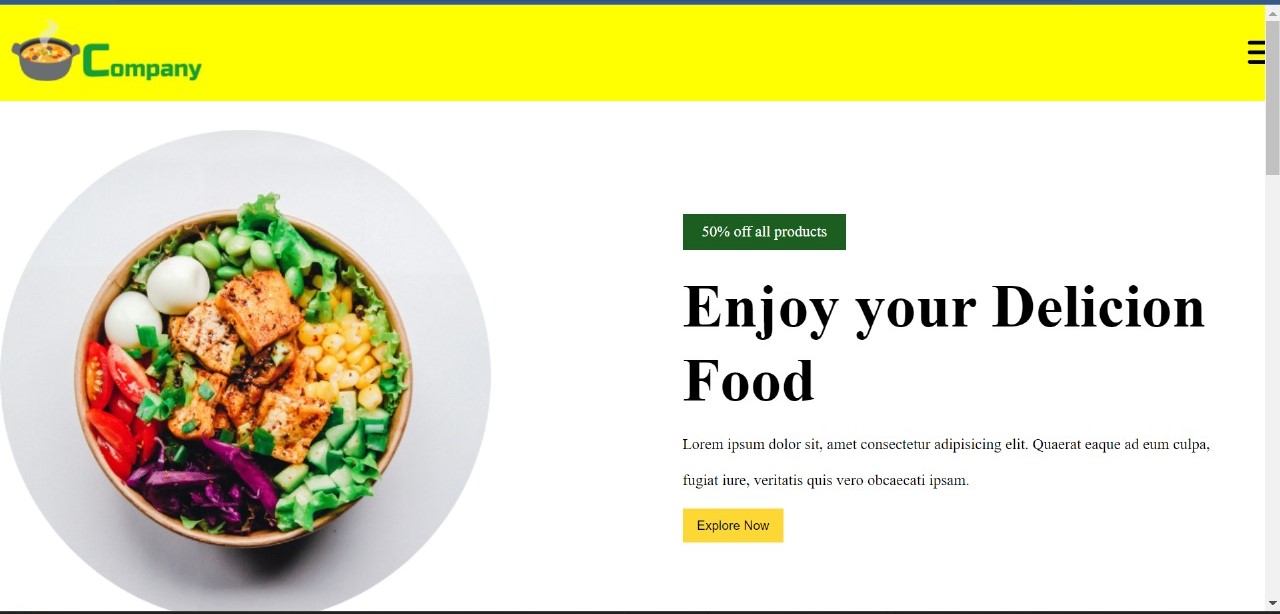 Company
50% off all products
Enjoy your Delicion
Food
Lorem ipsum dolor sit, amet consectetur adipisicing elit. Quaerat eaque ad eum culpa,
fugiat iure, veritatis quis vero obcaecati ipsam.
Explore Now